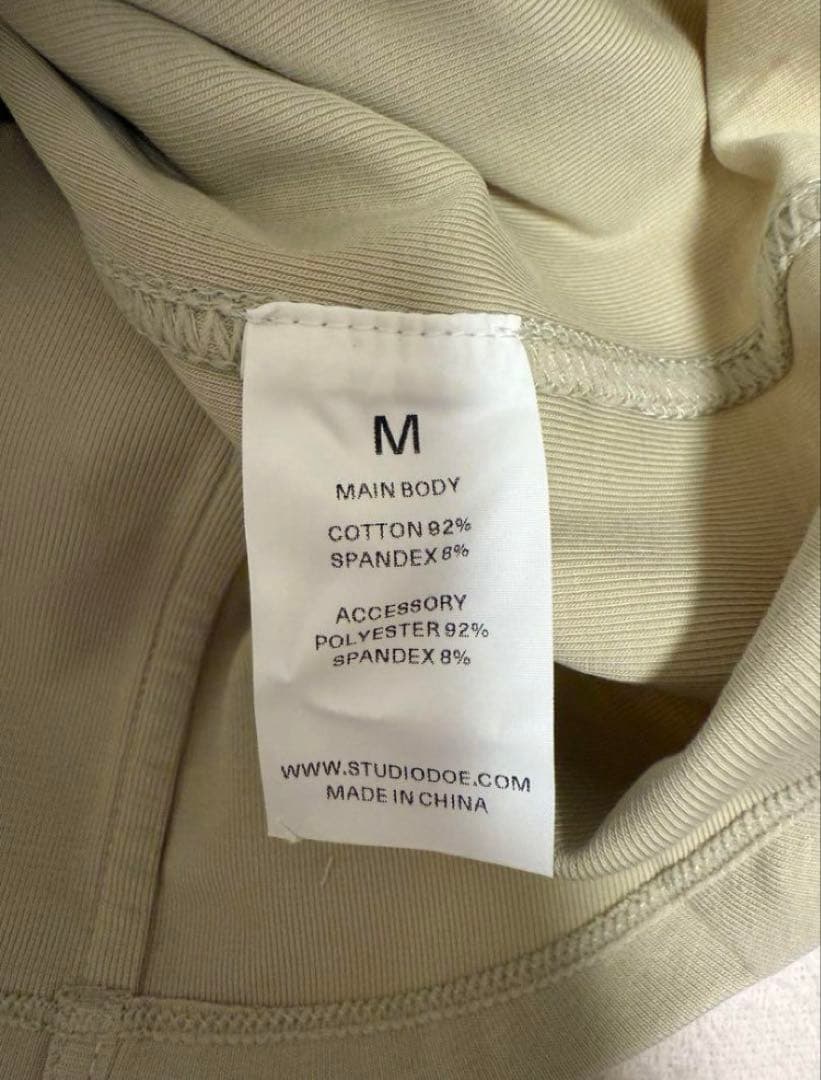 M
MAIN BODY
COTTON 92%
SPANDEX 8%
ACCESSORY
POLYESTER 92%
SPANDEX 8%
WWW.STUDIODOE.COM
MADE IN CHINA